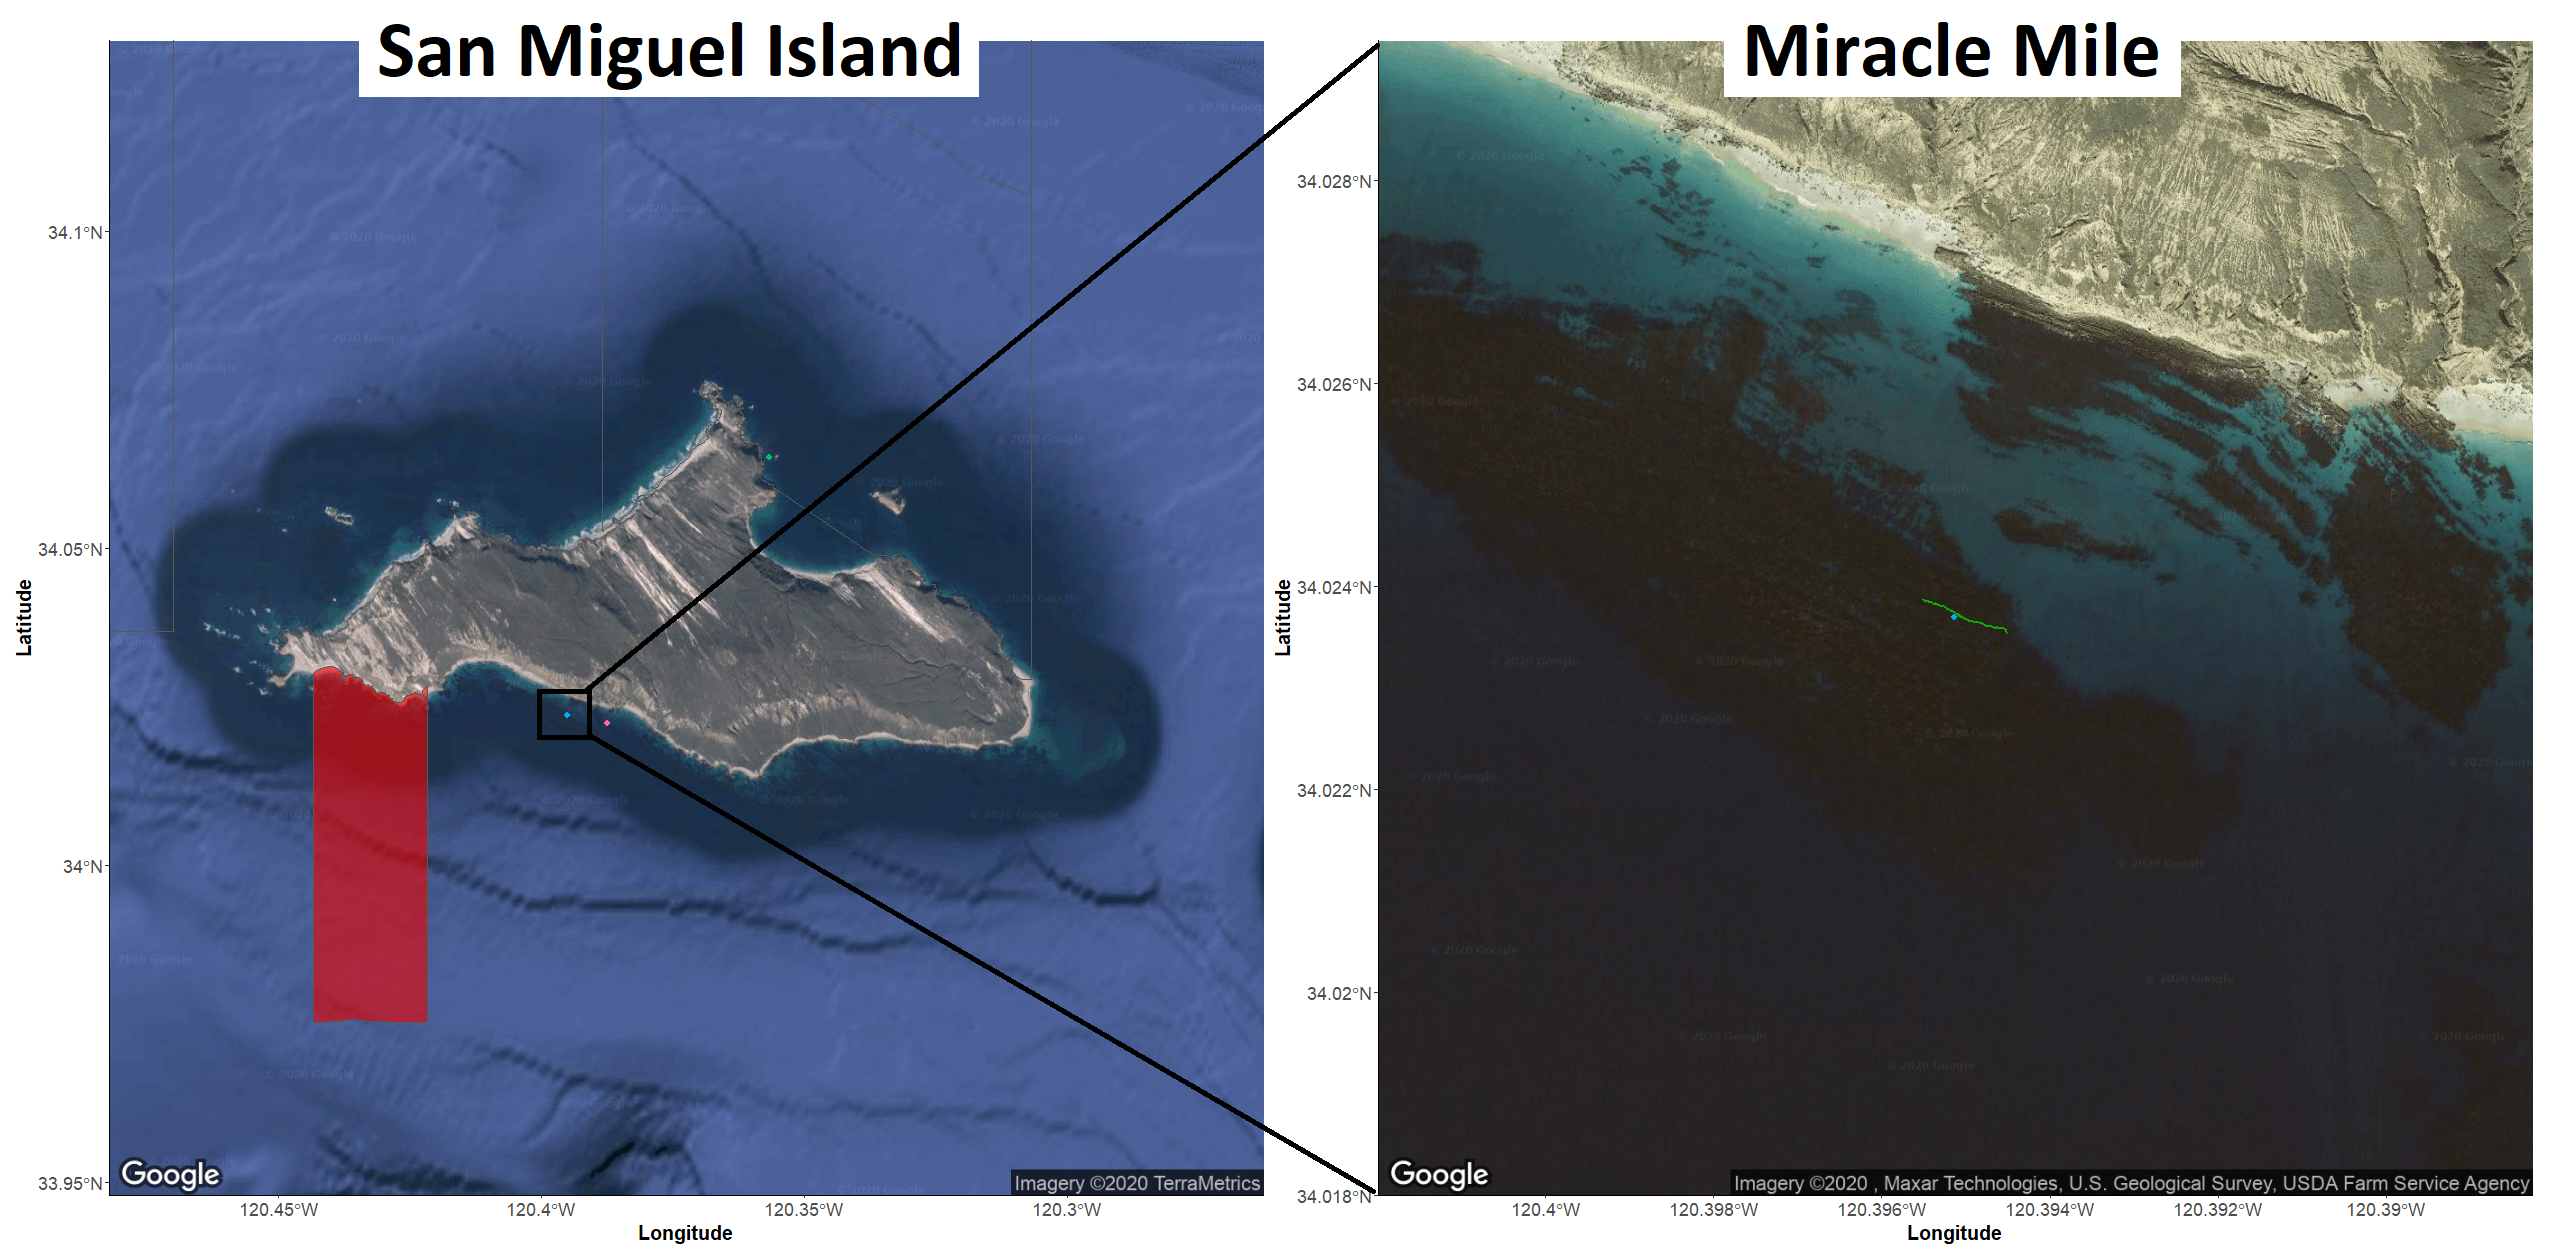 San Miguel Island
Miracle Mile
34.1°N
34.05°N
34°N
33.95°N
Latitude
120.45°W
120.4°W
120.35°W
120.3°W
Longitude
Google
Imagery ©2020 TerraMetrics
34.028°N
34.026°N
34.024°N
34.022°N
34.02°N
34.018°N
Latitude
120.4°W
120.398°W
120.396°W
120.394°W
120.392°W
120.39°W
Longitude
Google
Imagery ©2020 , Maxar Technologies, U.S. Geological Survey, USDA Farm Service Agency
© 2020 Google